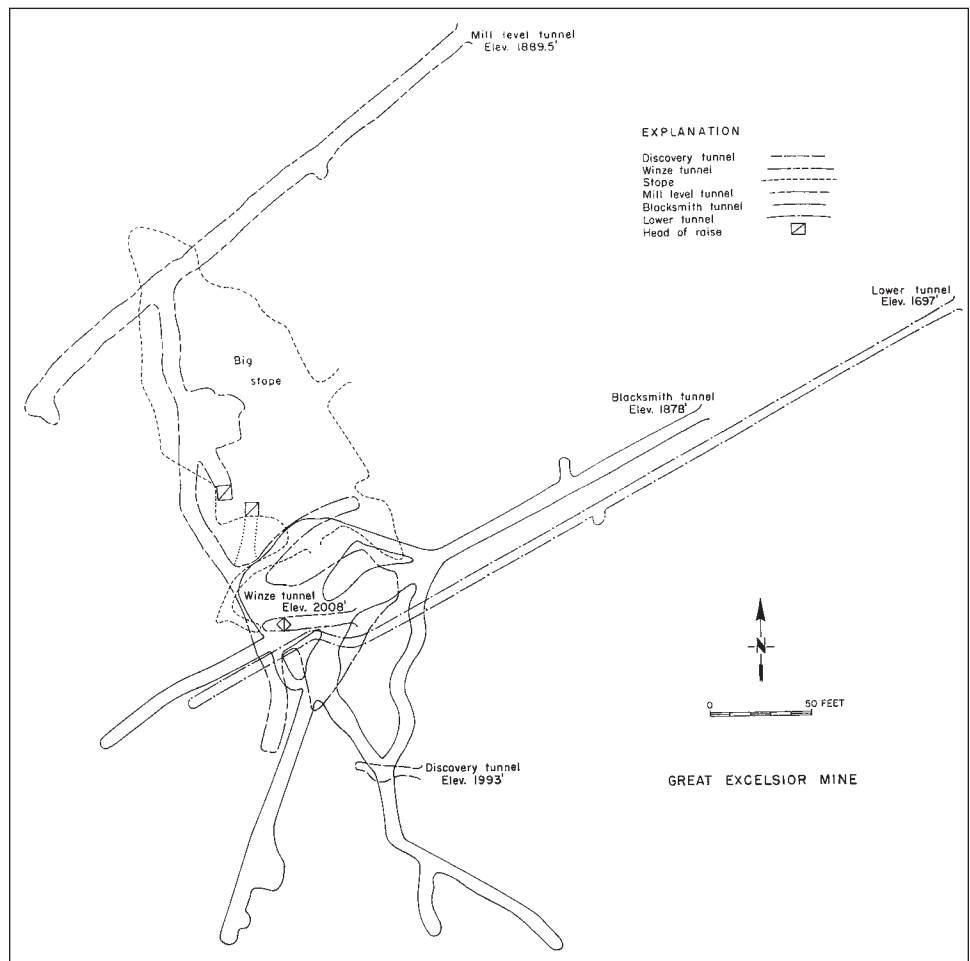 Mill level tunnel
Elev. 1889.5'
EXPLANATION
Discovery tunnel
Winze tunnel
Stope
Mill level tunnel
Blacksmith tunnel
Lower tunnel
Head of raise
Lower tunnel
Elev. 1697'
Big
stope
Blacksmith tunnel
Elev. 1878'
Winze tunnel
Elev. 2008'
N
0 50 FEET
Discovery tunnel
Elev. 1993'
GREAT EXCELSIOR MINE